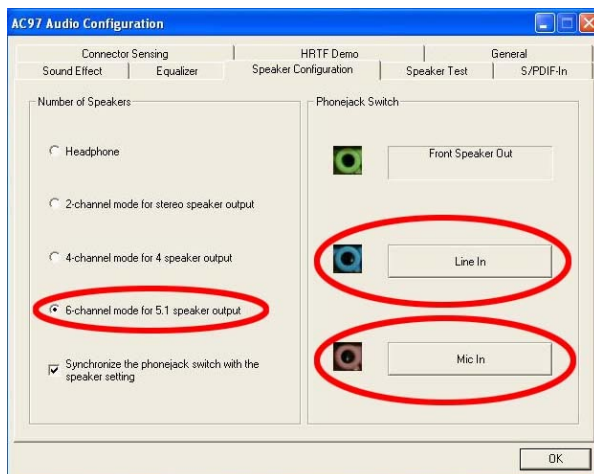 AC97 Audio Configuration
Connector Sensing
HRTF Demo
General
Sound Effect
Equalizer
Speaker Configuration
Speaker Test
S/PDIF-In
Number of Speakers
Headphone
2-channel mode for stereo speaker output
4-channel mode for 4 speaker output
6-channel mode for 5.1 speaker output
Synchronize the phonejack switch with the
speaker setting
Phonejack Switch
Front Speaker Out
Line In
Mic In
OK